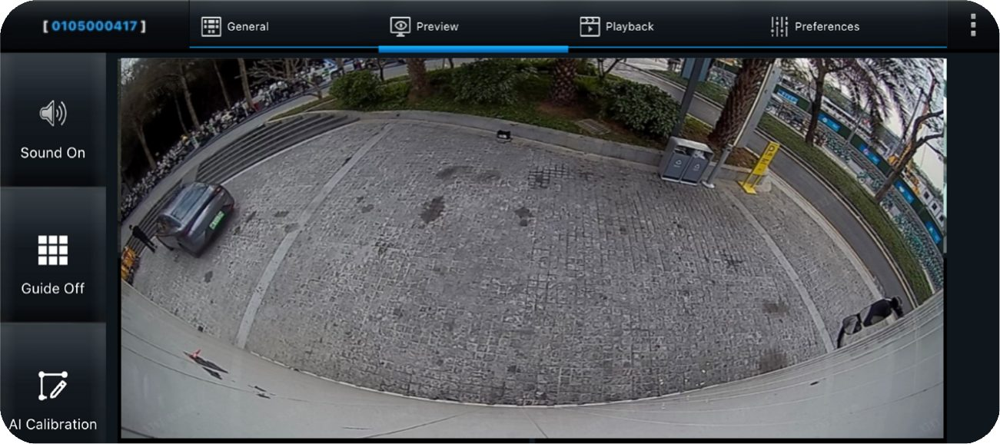 [ 0105000417 ]
General
Preview
Playback
Preferences
Sound On
Guide Off
AI Calibration